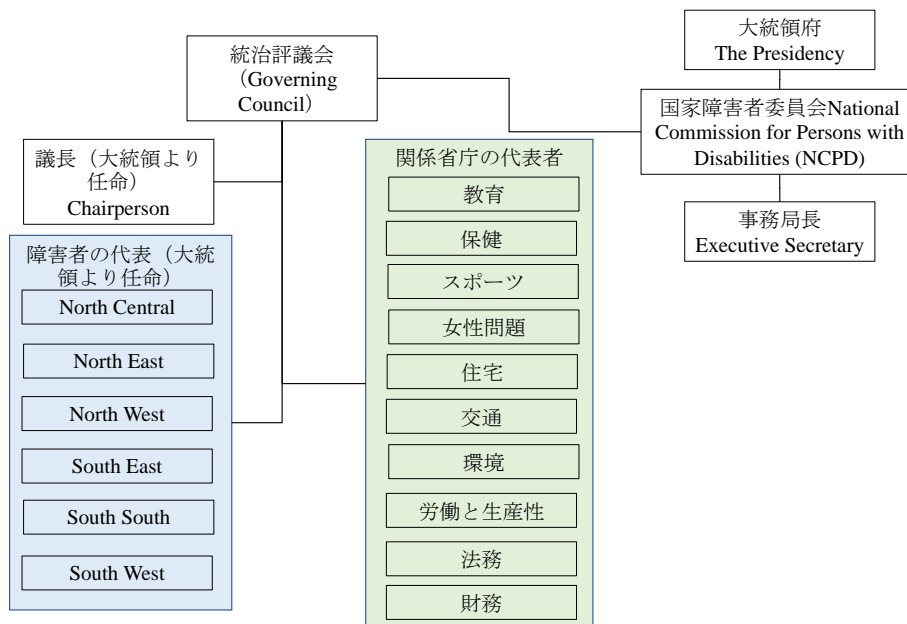 大統領府
The Presidency
統治評議会
（Governing
Council）
国家障害者委員会National
Commission for Persons with
Disabilities (NCPD)
議長（大統領より
任命）
Chairperson
事務局長
Executive Secretary
障害者の代表（大統
領より任命）
North Central
North East
North West
South East
South South
South West
関係省庁の代表者
教育
保健
スポーツ
女性問題
住宅
交通
環境
労働と生産性
法務
財務